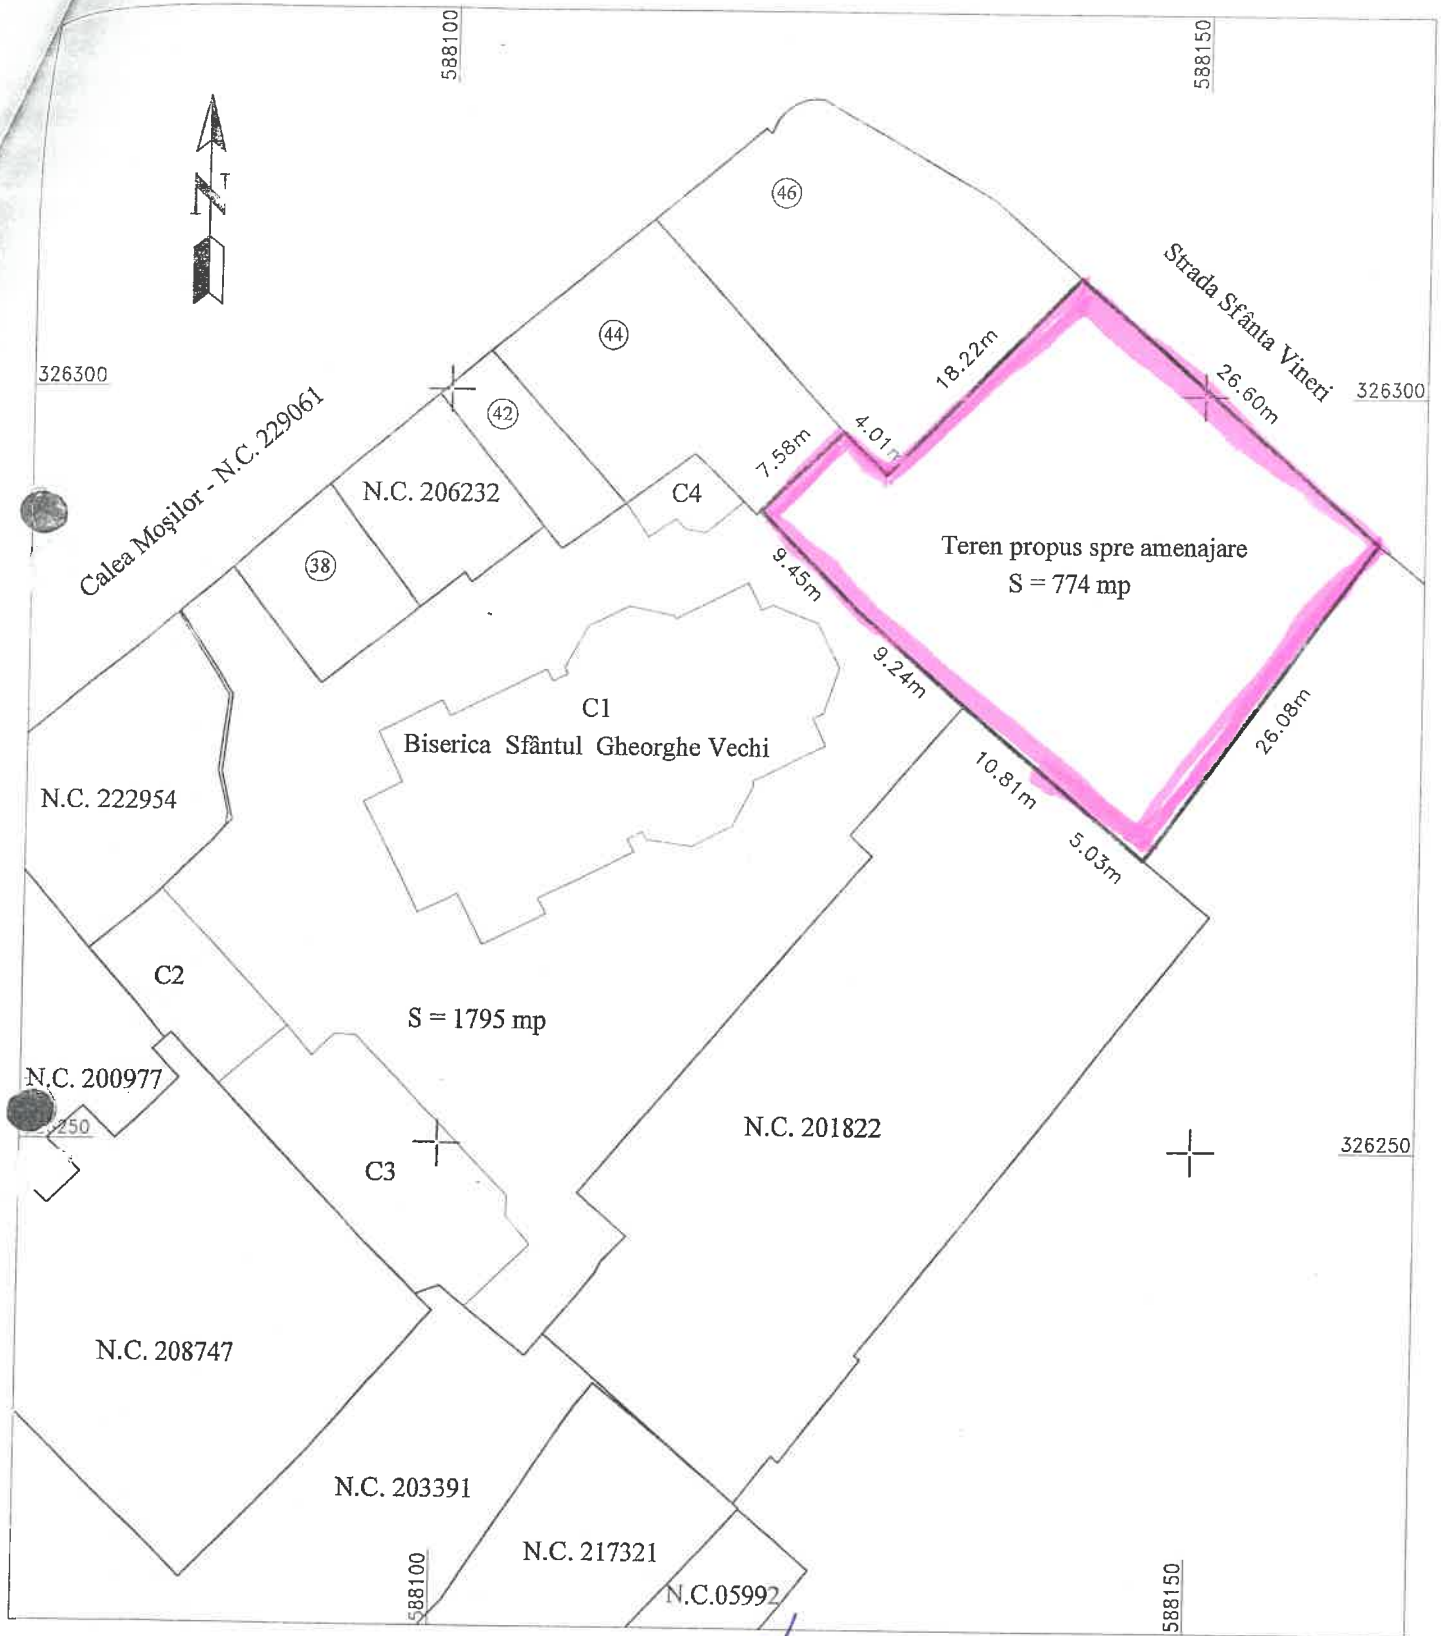 588100
588150
N
46
Strada Sfânta Vineri
44
326300
326300
18.22m
26.60m
42
Calea Moşilor - N.C. 229061
4.01m
7.58m
N.C. 206232
C4
38
Teren propus spre amenajare
S = 774 mp
9.45m
9.24m
C1
Biserica Sfântul Gheorghe Vechi
26.08m
10.81m
N.C. 222954
5.03m
C2
S = 1795 mp
N.C. 200977
250
N.C. 201822
326250
C3
N.C. 208747
N.C. 203391
N.C. 217321
N.C.05992
588100
588150